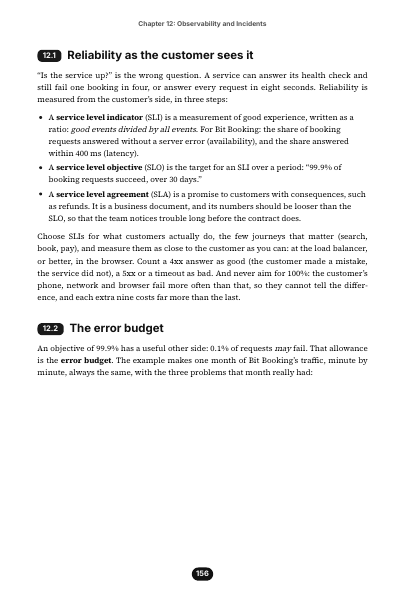 Chapter 12: Observability and Incidents
12.1 Reliability as the customer sees it
“Is the service up?” is the wrong question. A service can answer its health check and
still fail one booking in four, or answer every request in eight seconds. Reliability is
measured from the customer’s side, in three steps:
• A service level indicator (SLI) is a measurement of good experience, written as a
ratio: good events divided by all events. For Bit Booking: the share of booking
requests answered without a server error (availability), and the share answered
within 400 ms (latency).
• A service level objective (SLO) is the target for an SLI over a period: “99.9% of
booking requests succeed, over 30 days.”
• A service level agreement (SLA) is a promise to customers with consequences, such
as refunds. It is a business document, and its numbers should be looser than the
SLO, so that the team notices trouble long before the contract does.
Choose SLIs for what customers actually do, the few journeys that matter (search,
book, pay), and measure them as close to the customer as you can: at the load balancer,
or better, in the browser. Count a 4xx answer as good (the customer made a mistake,
the service did not), a 5xx or a timeout as bad. And never aim for 100%: the customer’s
phone, network and browser fail more often than that, so they cannot tell the differ-
ence, and each extra nine costs far more than the last.
12.2 The error budget
An objective of 99.9% has a useful other side: 0.1% of requests may fail. That allowance
is the error budget. The example makes one month of Bit Booking’s traffic, minute by
minute, always the same, with the three problems that month really had:
156